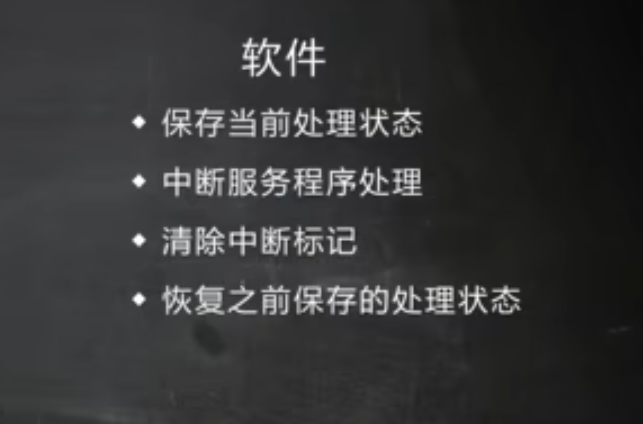 软件
保存当前处理状态
中断服务程序处理
清除中断标记
恢复之前保存的处理状态